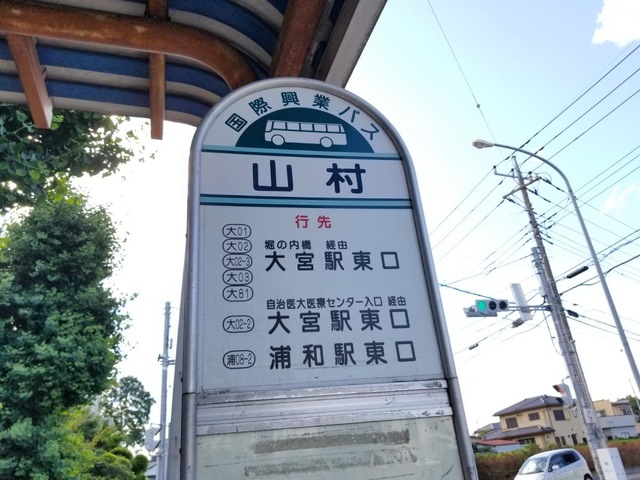 国際興業バス
山村
行先
大01
大02
大02-3
大03
大81
堀の内橋 経由
大宮駅東口
自治医大医療センター入口 経由
大02-2
大宮駅東口
浦08-2
浦和駅東口